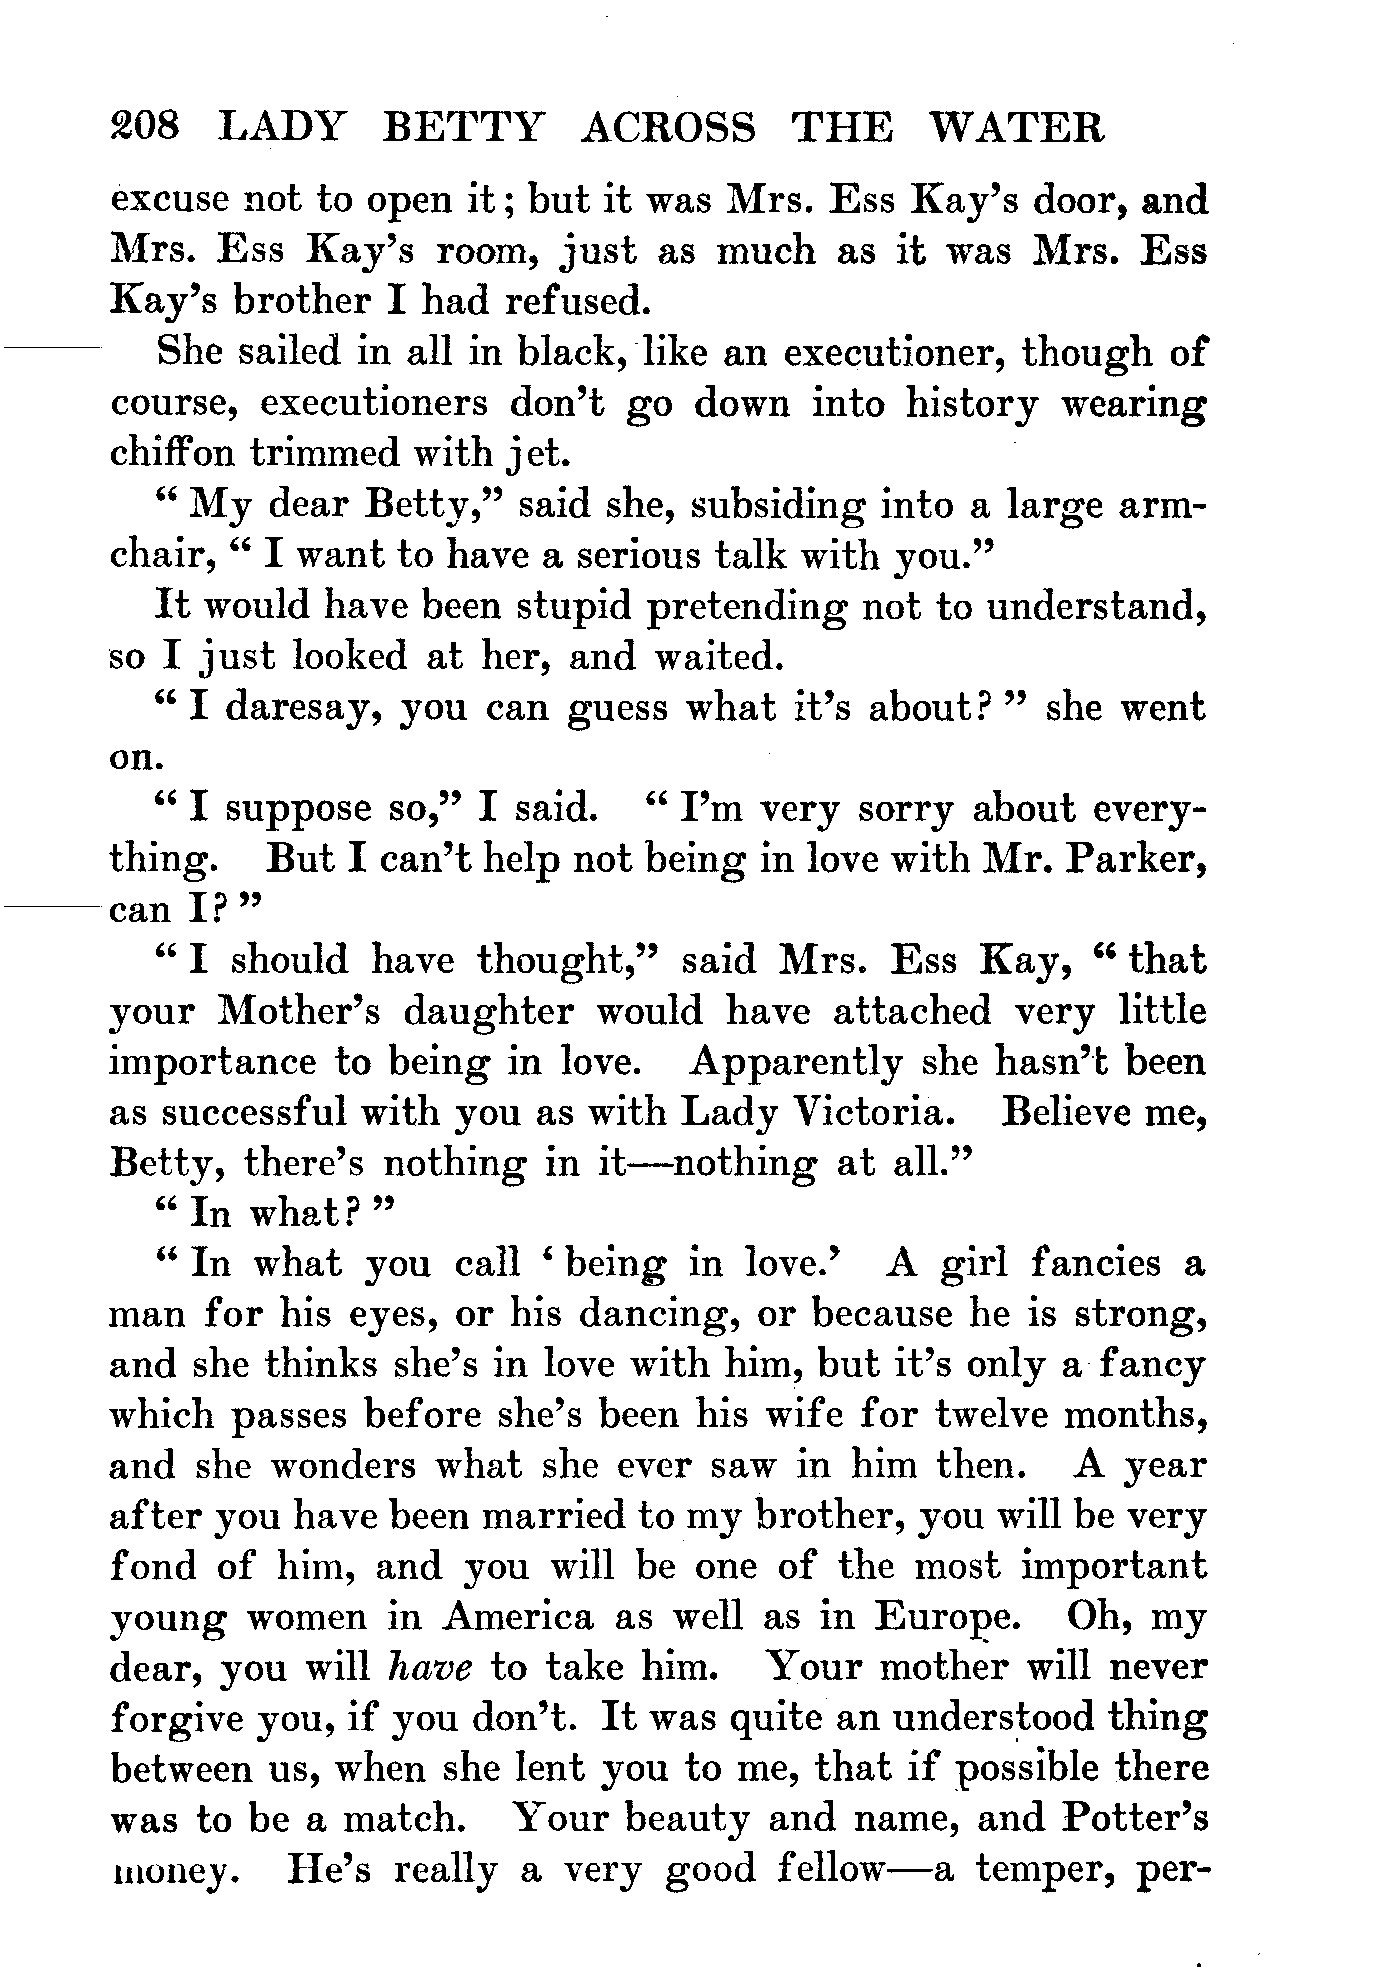 208 LADY BETTY ACROSS THE WATER
excuse not to open it; but it was Mrs. Ess Kay's door, and
Mrs. Ess Kay's room, just as much as it was Mrs. Ess
Kay's brother I had refused.
She sailed in all in black, like an executioner, though of
course, executioners don't go down into history wearing
chiffon trimmed with jet.
“ My dear Betty,” said she, subsiding into a large arm-
chair, “ I want to have a serious talk with you.”
It would have been stupid pretending not to understand,
so I just looked at her, and waited.
“ I daresay, you can guess what it's about? ” she went
on.
“ I suppose so,” I said. “ I'm very sorry about every-
thing. But I can't help not being in love with Mr. Parker,
can I? ”
“ I should have thought,” said Mrs. Ess Kay, “ that
your Mother's daughter would have attached very little
importance to being in love. Apparently she hasn't been
as successful with you as with Lady Victoria. Believe me,
Betty, there's nothing in it—nothing at all.”
“ In what? ”
“ In what you call ‘ being in love.’ A girl fancies a
man for his eyes, or his dancing, or because he is strong,
and she thinks she's in love with him, but it's only a fancy
which passes before she's been his wife for twelve months,
and she wonders what she ever saw in him then. A year
after you have been married to my brother, you will be very
fond of him, and you will be one of the most important
young women in America as well as in Europe. Oh, my
dear, you will have to take him. Your mother will never
forgive you, if you don't. It was quite an understood thing
between us, when she lent you to me, that if possible there
was to be a match. Your beauty and name, and Potter's
money. He's really a very good fellow—a temper, per-